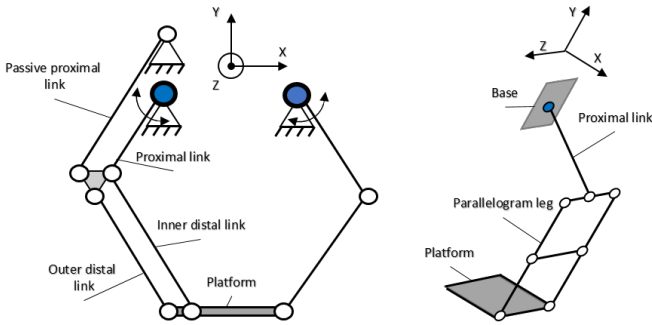 Y
X
Z
Passive proximal
link
Proximal link
Inner distal link
Outer distal
link
Platform
Y
Z
X
Base
Proximal link
Parallelogram leg
Platform